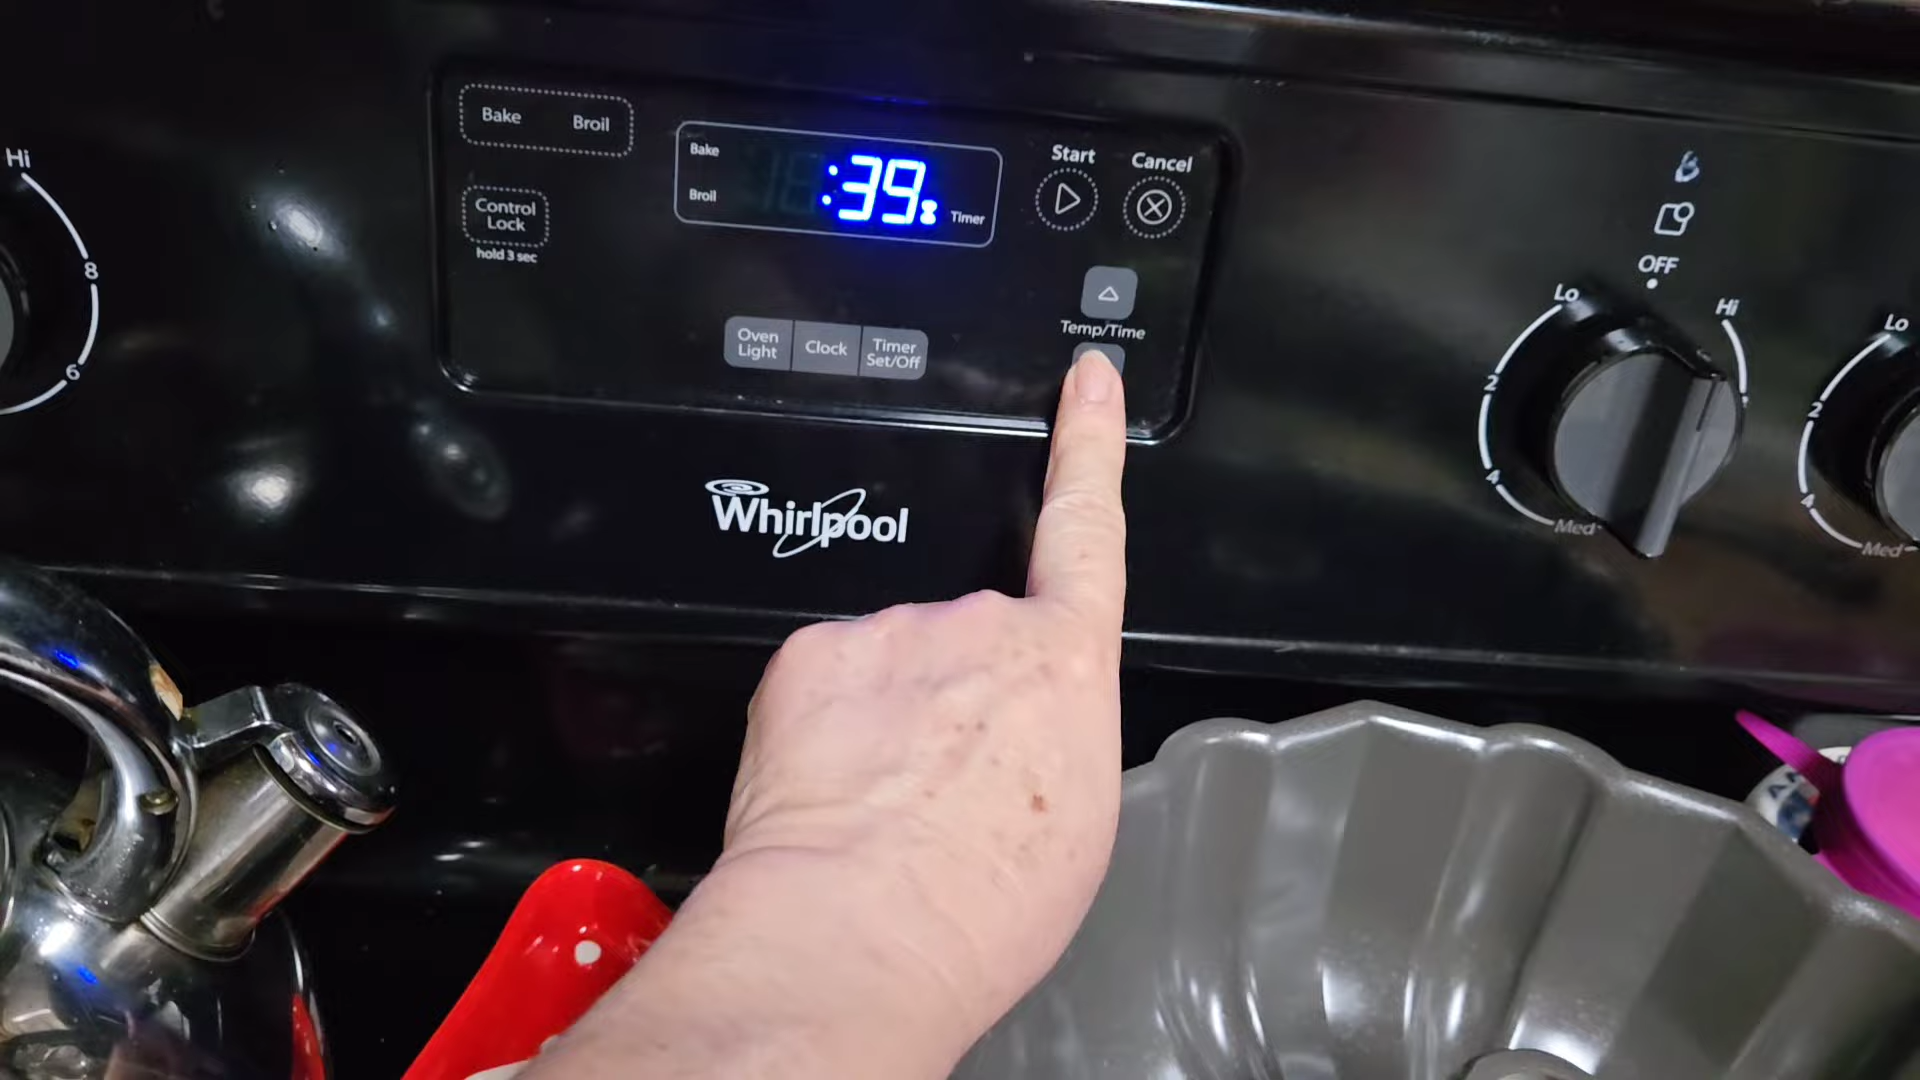 Hi
8
6
Bake Broil
Control
Lock
hold 3 sec
Bake
Broil
:39
Timer
Start
Cancel
Temp/Time
Oven
Light
Clock
Timer
Set/Off
Whirlpool
OFF
Lo
Hi
2
4
Med
Lo
2
4
Med